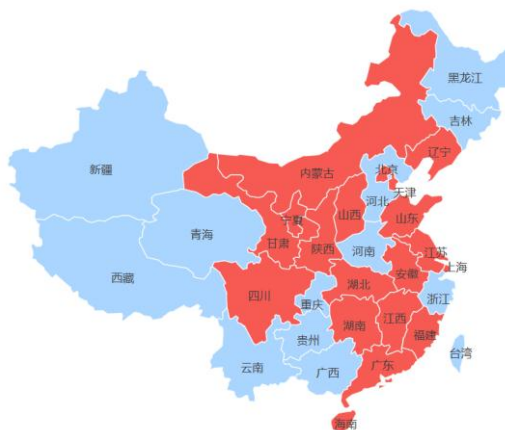 黑龙江
吉林
辽宁
新疆
内蒙古
北京
天津
河北
山西
山东
宁夏
青海
甘肃
陕西
河南
江苏
西藏
安徽
上海
四川
湖北
重庆
浙江
湖南
江西
贵州
福建
云南
台湾
广西
广东
海南